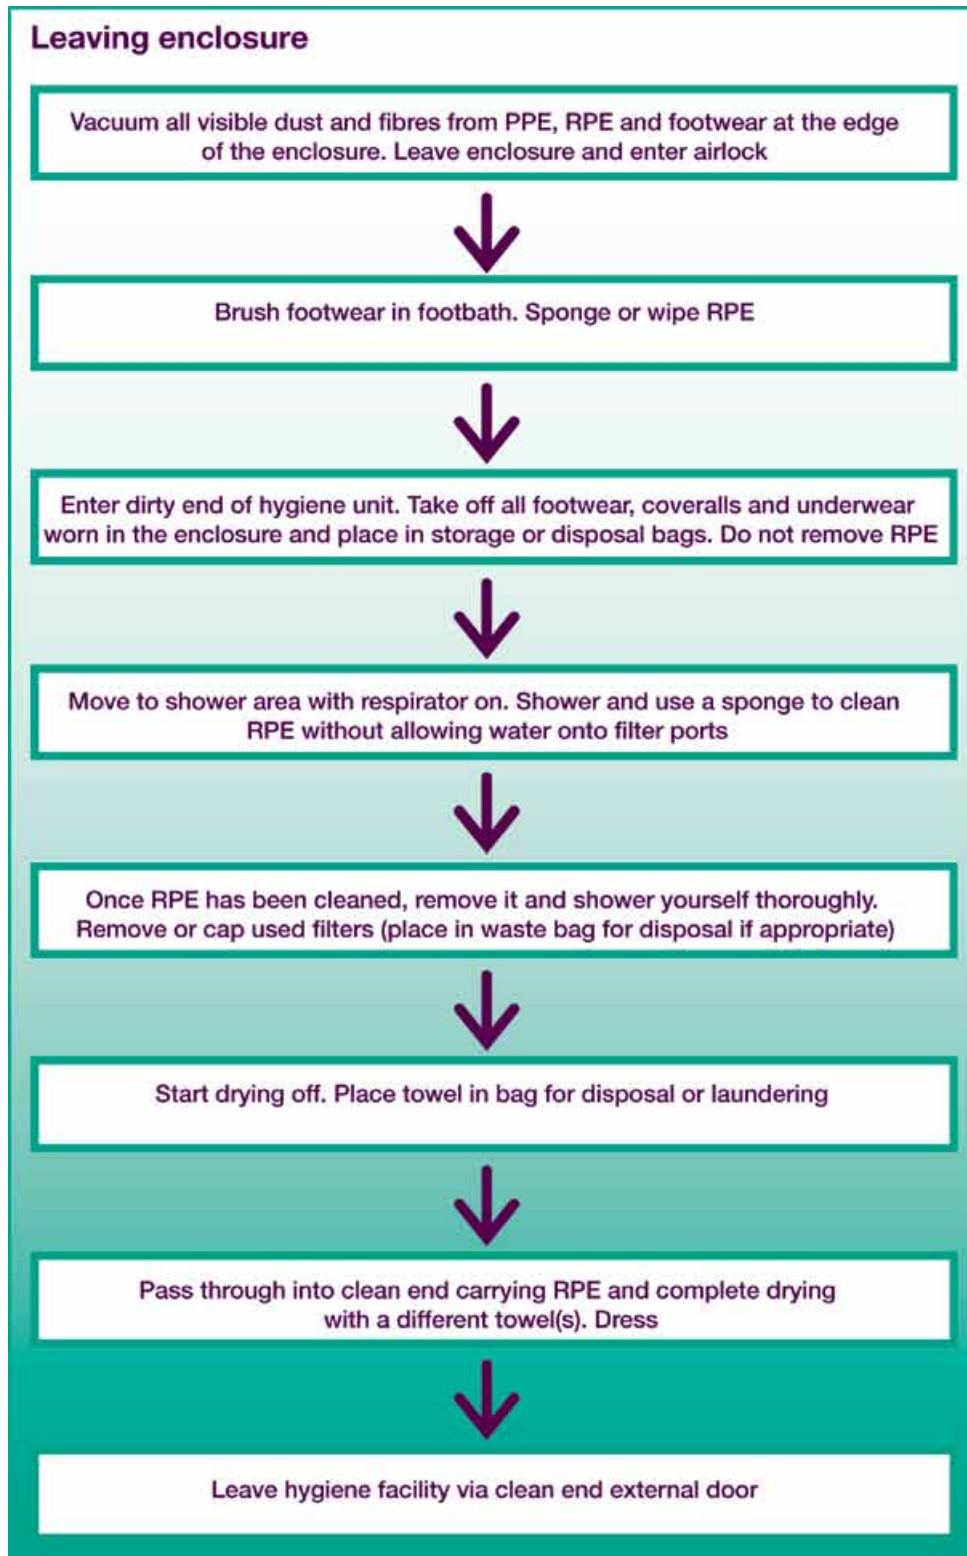 Leaving enclosure
Vacuum all visible dust and fibres from PPE, RPE and footwear at the edge
of the enclosure. Leave enclosure and enter airlock
Brush footwear in footbath. Sponge or wipe RPE
Enter dirty end of hygiene unit. Take off all footwear, coveralls and underwear
worn in the enclosure and place in storage or disposal bags. Do not remove RPE
Move to shower area with respirator on. Shower and use a sponge to clean
RPE without allowing water onto filter ports
Once RPE has been cleaned, remove it and shower yourself thoroughly.
Remove or cap used filters (place in waste bag for disposal if appropriate)
Start drying off. Place towel in bag for disposal or laundering
Pass through into clean end carrying RPE and complete drying
with a different towel(s). Dress
Leave hygiene facility via clean end external door